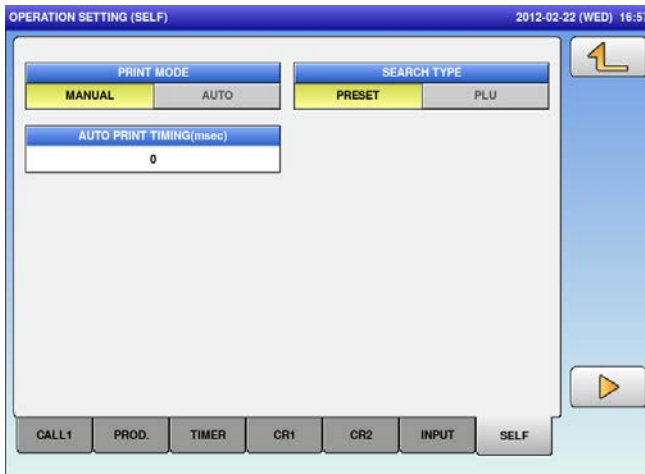 OPERATION SETTING (SELF) 2012-02-22 (WED) 16:57
PRINT MODE SEARCH TYPE
MANUAL AUTO PRESET PLU
AUTO PRINT TIMING(msec)
0
CALL1 PROD. TIMER CR1 CR2 INPUT SELF